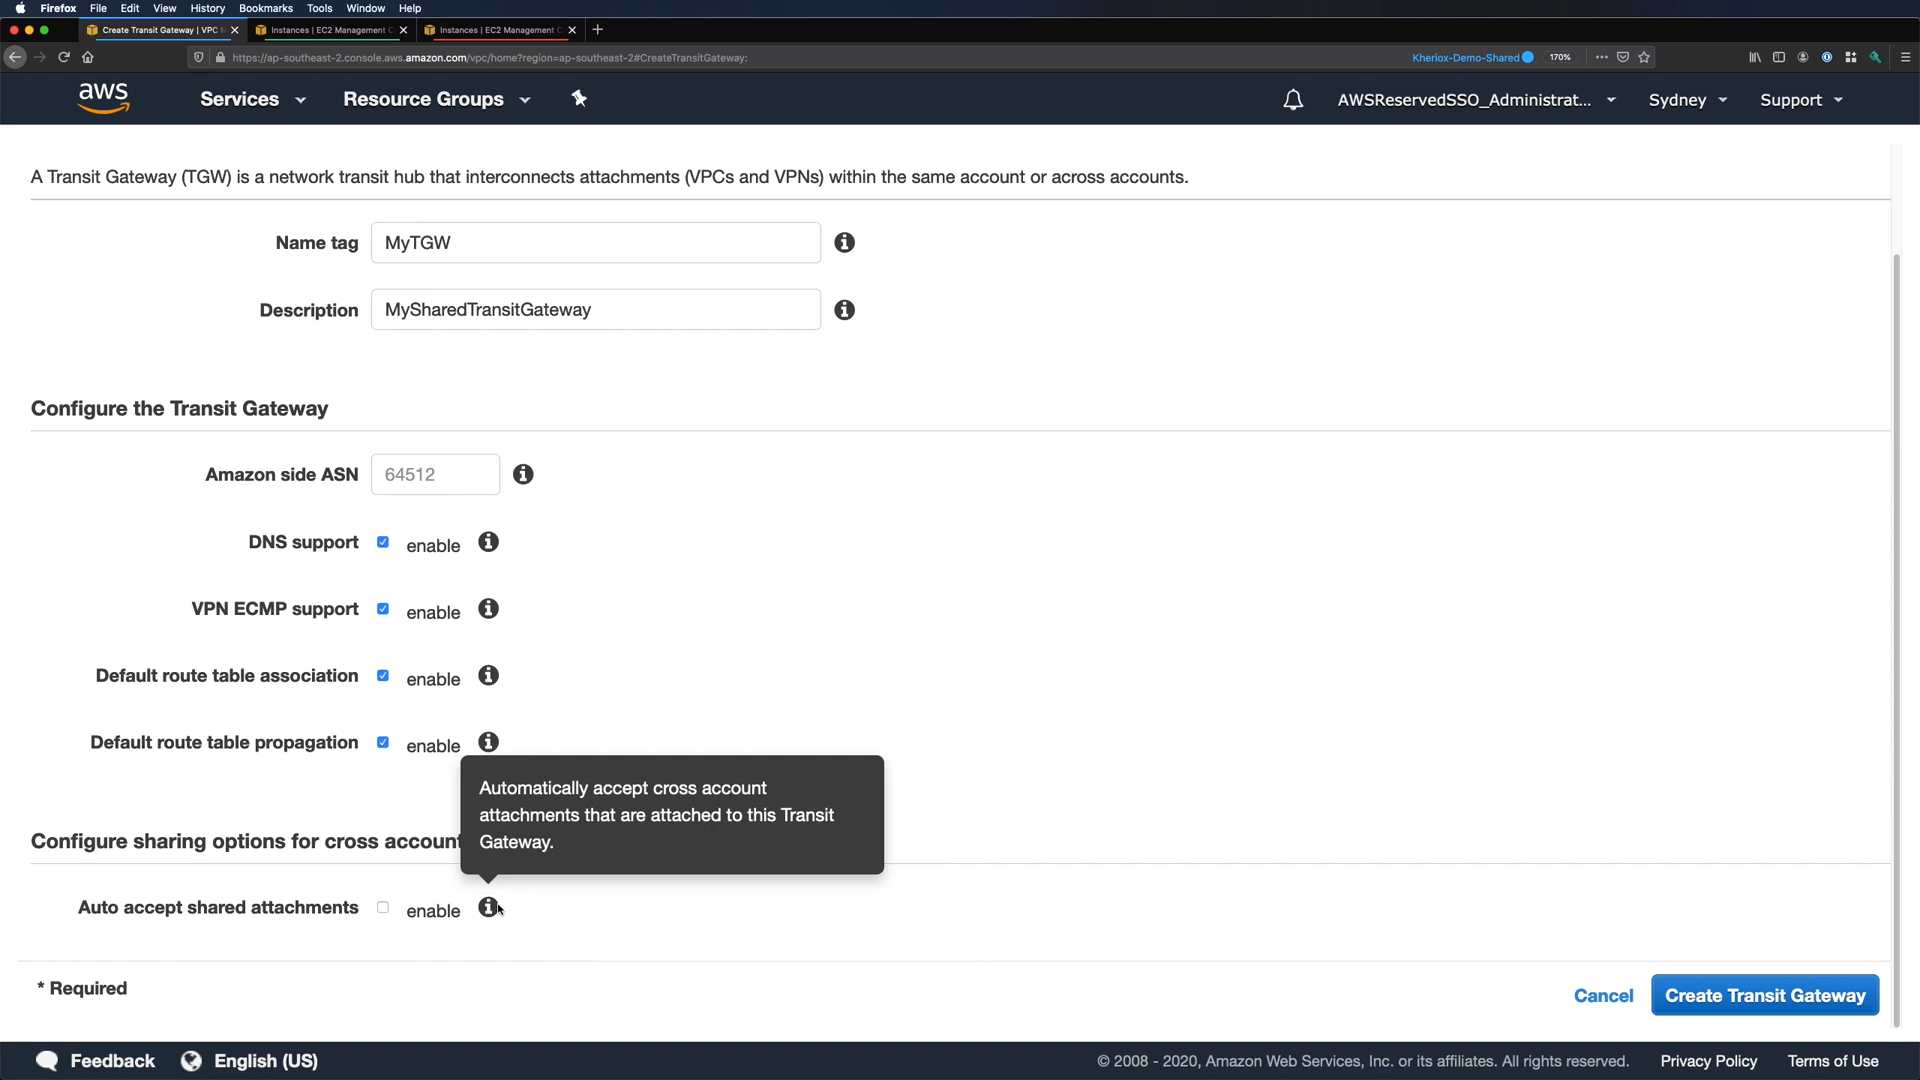 Firefox File Edit View History Bookmarks Tools Window Help
Create Transit Gateway | VPC Instances | EC2 Management Instances | EC2 Management
https://ap-southeast-2.console.aws.amazon.com/vpc/home?region=ap-southeast-2#CreateTransitGateway: Kheriox-Demo-Shared 170%
aws Services Resource Groups AWSReservedSSO_Administrat... Sydney Support
A Transit Gateway (TGW) is a network transit hub that interconnects attachments (VPCs and VPNs) within the same account or across accounts.
Name tag MyTGW
Description MySharedTransitGateway
Configure the Transit Gateway
Amazon side ASN 64512
DNS support enable
VPN ECMP support enable
Default route table association enable
Default route table propagation enable
Automatically accept cross account
attachments that are attached to this Transit
Gateway.
Configure sharing options for cross account
Auto accept shared attachments enable
* Required
Cancel Create Transit Gateway
Feedback English (US) © 2008 - 2020, Amazon Web Services, Inc. or its affiliates. All rights reserved. Privacy Policy Terms of Use